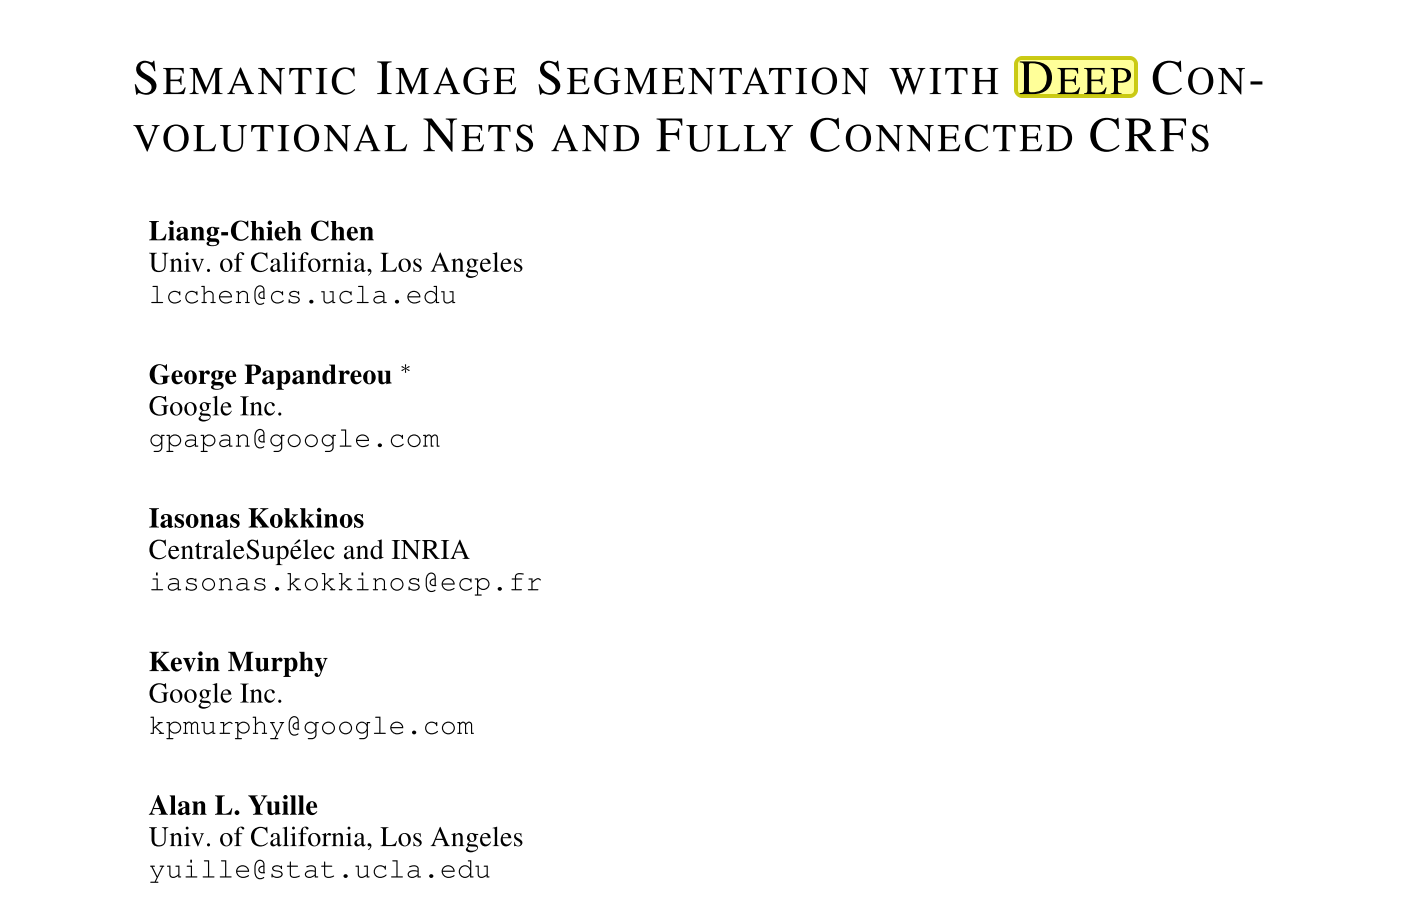 SEMANTIC IMAGE SEGMENTATION WITH DEEP CON-
VOLUTIONAL NETS AND FULLY CONNECTED CRFS
Liang-Chieh Chen
Univ. of California, Los Angeles
lcchen@cs.ucla.edu
George Papandreou *
Google Inc.
gpapan@google.com
Iasonas Kokkinos
CentraleSupélec and INRIA
iasonas.kokkinos@ecp.fr
Kevin Murphy
Google Inc.
kpmurphy@google.com
Alan L. Yuille
Univ. of California, Los Angeles
yuille@stat.ucla.edu